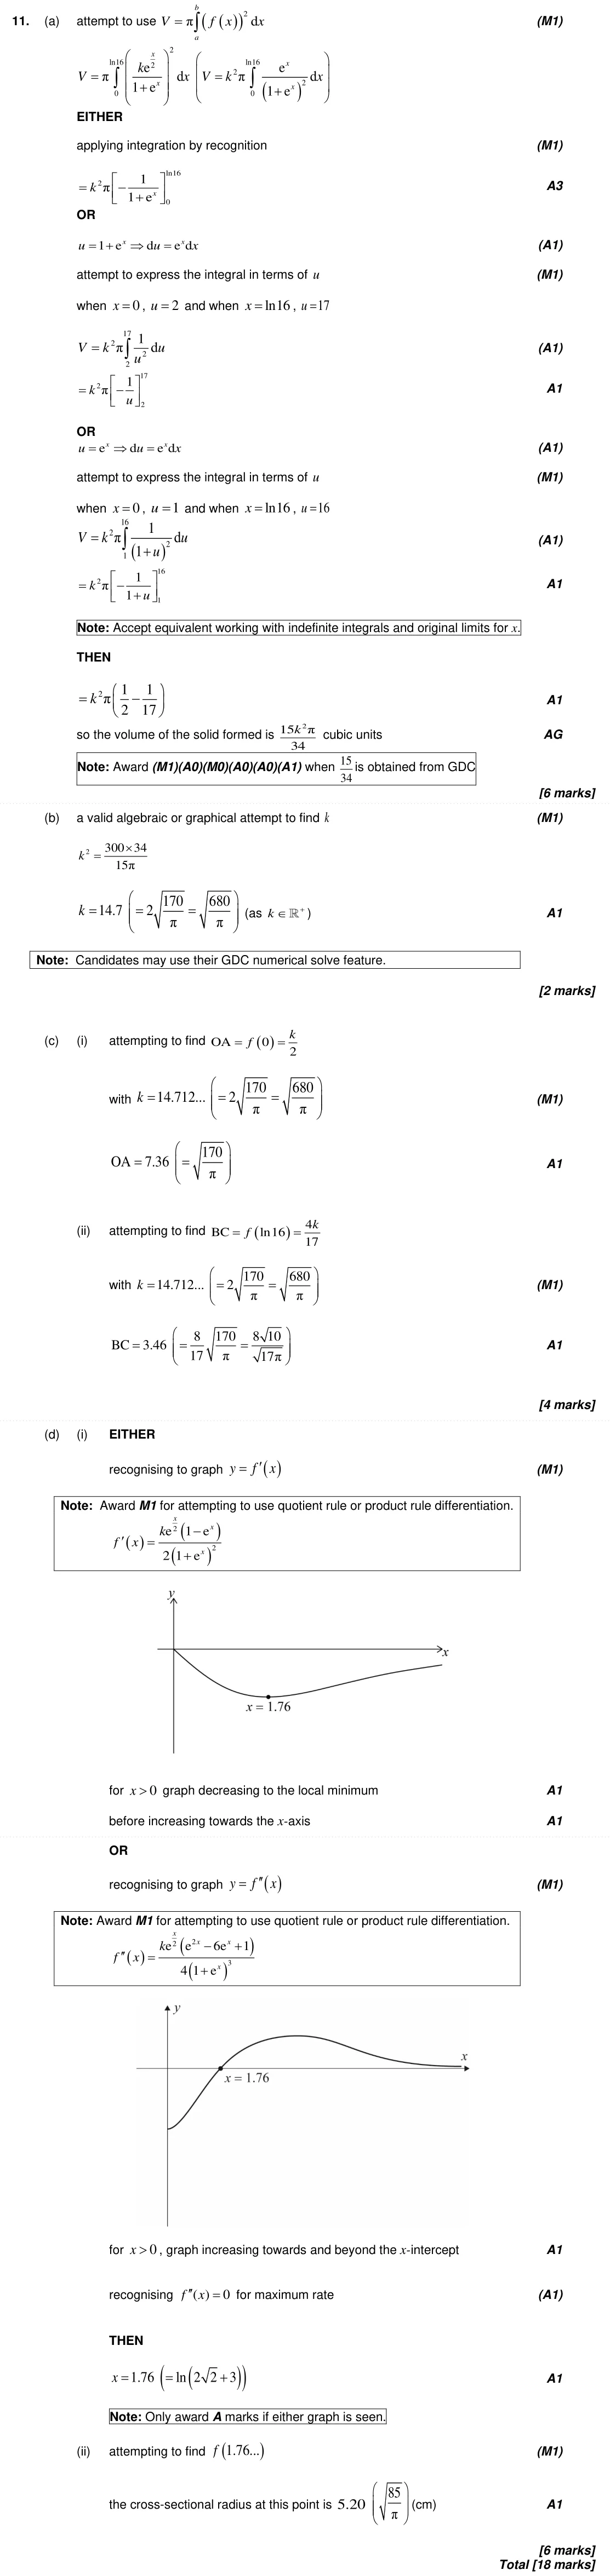 11. (a) attempt to use V = π∫ₐᵇ (f(x))² dx (M1)
V = π∫₀^{ln16} (ke^{x/2}/(1+eˣ))² dx (V = k²π∫₀^{ln16} eˣ/(1+eˣ)² dx)
EITHER
applying integration by recognition (M1)
= k²π[−1/(1+eˣ)]₀^{ln16} A3
OR
u = 1+eˣ ⇒ du = eˣdx (A1)
attempt to express the integral in terms of u (M1)
when x = 0, u = 2 and when x = ln16, u = 17
V = k²π∫₂¹⁷ 1/u² du (A1)
= k²π[−1/u]₂¹⁷ A1
OR
u = eˣ ⇒ du = eˣdx (A1)
attempt to express the integral in terms of u (M1)
when x = 0, u = 1 and when x = ln16, u = 16
V = k²π∫₁¹⁶ 1/(1+u)² du (A1)
= k²π[−1/(1+u)]₁¹⁶ A1
Note: Accept equivalent working with indefinite integrals and original limits for x.
THEN
= k²π(1/2 − 1/17) A1
so the volume of the solid formed is 15k²π/34 cubic units AG
Note: Award (M1)(A0)(M0)(A0)(A0)(A1) when 15/34 is obtained from GDC
[6 marks]
(b) a valid algebraic or graphical attempt to find k (M1)
k² = 300×34/15π
k = 14.7 (= 2√(170/π) = √(680/π)) (as k ∈ ℝ⁺) A1
Note: Candidates may use their GDC numerical solve feature.
[2 marks]
(c) (i) attempting to find OA = f(0) = k/2
with k = 14.712... (= 2√(170/π) = √(680/π)) (M1)
OA = 7.36 (= √(170/π)) A1
(ii) attempting to find BC = f(ln16) = 4k/17
with k = 14.712... (= 2√(170/π) = √(680/π)) (M1)
BC = 3.46 (= 8/17 √(170/π) = 8√10/√(17π)) A1
[4 marks]
(d) (i) EITHER
recognising to graph y = f′(x) (M1)
Note: Award M1 for attempting to use quotient rule or product rule differentiation.
f′(x) = ke^{x/2}(1−eˣ)/2(1+eˣ)²
y
x
x = 1.76
for x > 0 graph decreasing to the local minimum A1
before increasing towards the x-axis A1
OR
recognising to graph y = f″(x) (M1)
Note: Award M1 for attempting to use quotient rule or product rule differentiation.
f″(x) = ke^{x/2}(e^{2x} − 6eˣ + 1)/4(1+eˣ)³
y
x
x = 1.76
for x > 0, graph increasing towards and beyond the x-intercept A1
recognising f″(x) = 0 for maximum rate (A1)
THEN
x = 1.76 (= ln(2√2 + 3)) A1
Note: Only award A marks if either graph is seen.
(ii) attempting to find f(1.76...) (M1)
the cross-sectional radius at this point is 5.20 (√(85/π)) (cm) A1
[6 marks]
Total [18 marks]